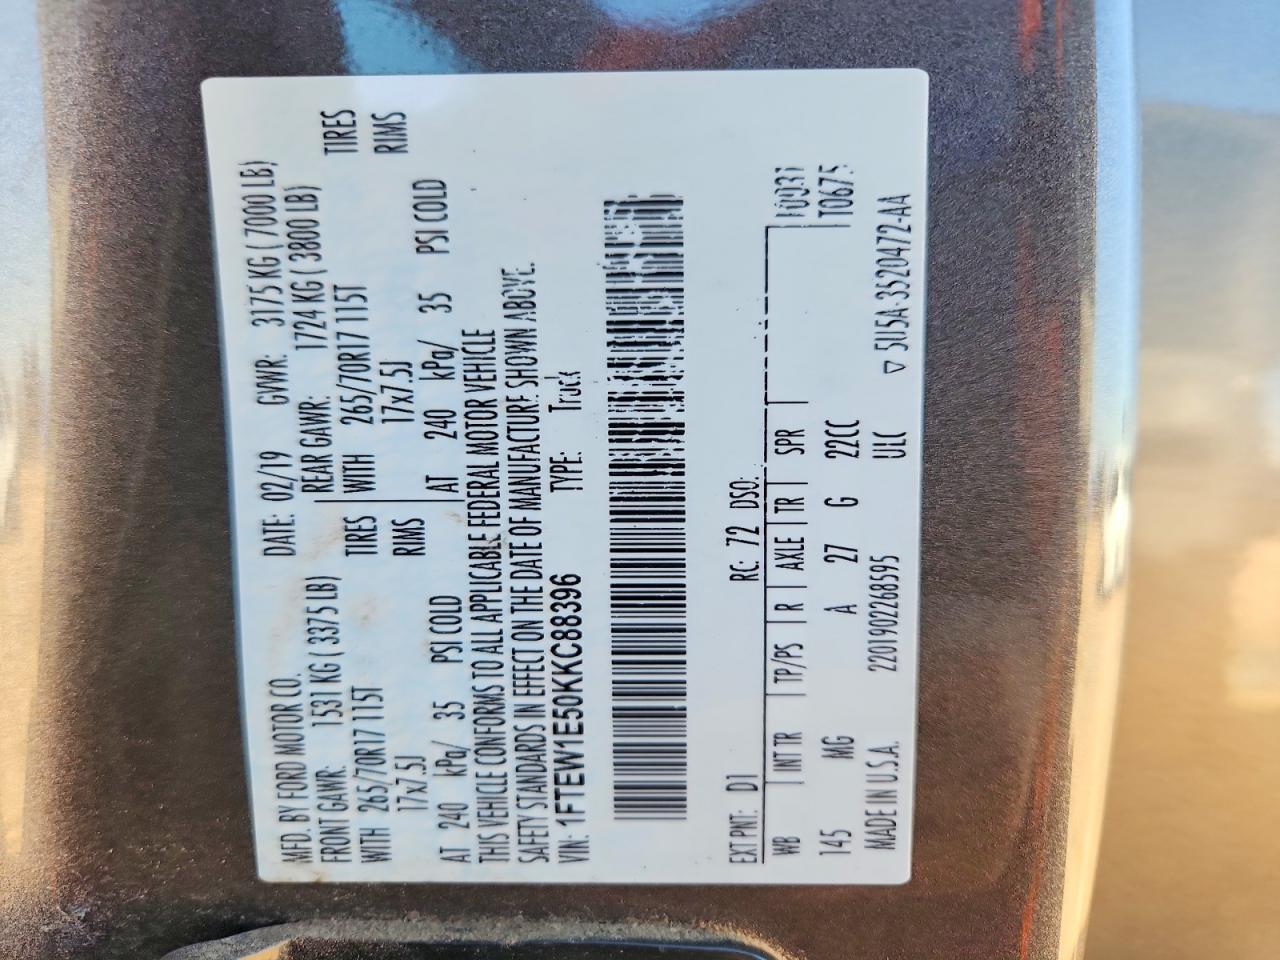 MFD. BY FORD MOTOR CO. DATE: 02/19 GVWR: 3175 KG ( 7000 LB)
FRONT GAWR: 1531 KG ( 3375 LB) REAR GAWR: 1724 KG ( 3800 LB)
WITH 265/70R17 115T TIRES WITH 265/70R17 115T TIRES
17x7.5J RIMS 17x7.5J RIMS
AT 240 kPa/ 35 PSI COLD AT 240 kPa/ 35 PSI COLD
THIS VEHICLE CONFORMS TO ALL APPLICABLE FEDERAL MOTOR VEHICLE
SAFETY STANDARDS IN EFFECT ON THE DATE OF MANUFACTURE SHOWN ABOVE.
VIN: 1FTEW1E50KKC88396 TYPE: Truck
EXT PNT: D1 RC: 72 DSO:
WB INT TR TP/PS R AXLE TR SPR T0675
145 MG A 27 G 22CC
MADE IN U.S.A. 2201902268595 ULC ▽ 5U5A-3520472-AA